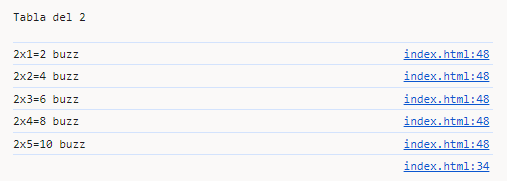 Tabla del 2
2x1=2 buzz index.html:48
2x2=4 buzz index.html:48
2x3=6 buzz index.html:48
2x4=8 buzz index.html:48
2x5=10 buzz index.html:48
index.html:34